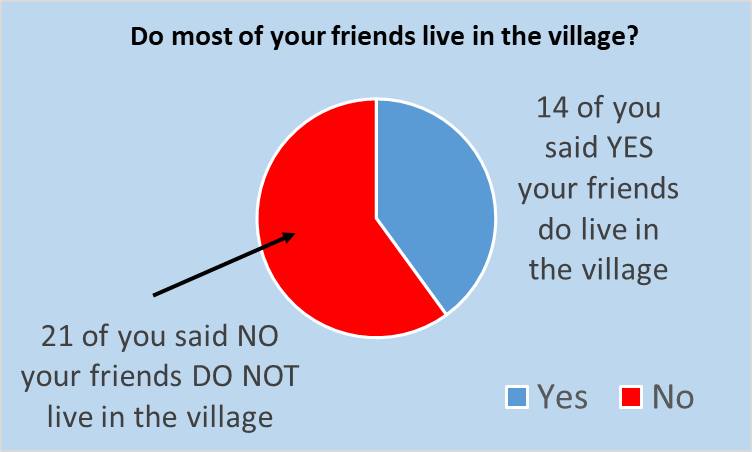 Do most of your friends live in the village?
14 of you
said YES
your friends
do live in
the village
21 of you said NO
your friends DO NOT
live in the village
Yes
No